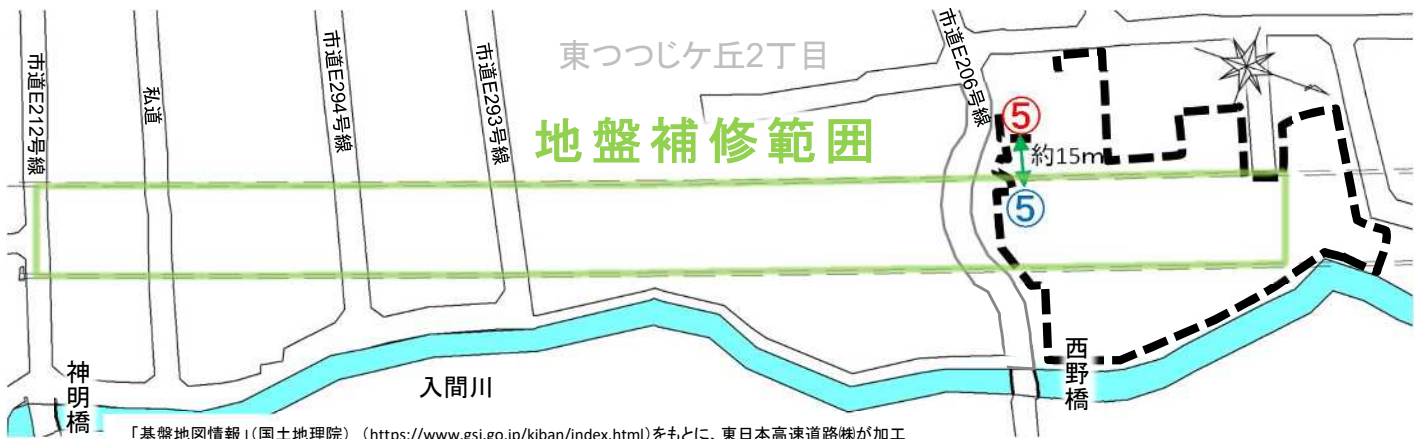 市道E212号線
私道
市道E294号線
市道E293号線
東つつじケ丘2丁目
市道E206号線
地盤補修範囲
⑤
約15m
⑤
神明橋
入間川
西野橋
「基盤地図情報」(国土地理院) (https://www.gsi.go.jp/kiban/index.html)をもとに、東日本高速道路㈱が加工